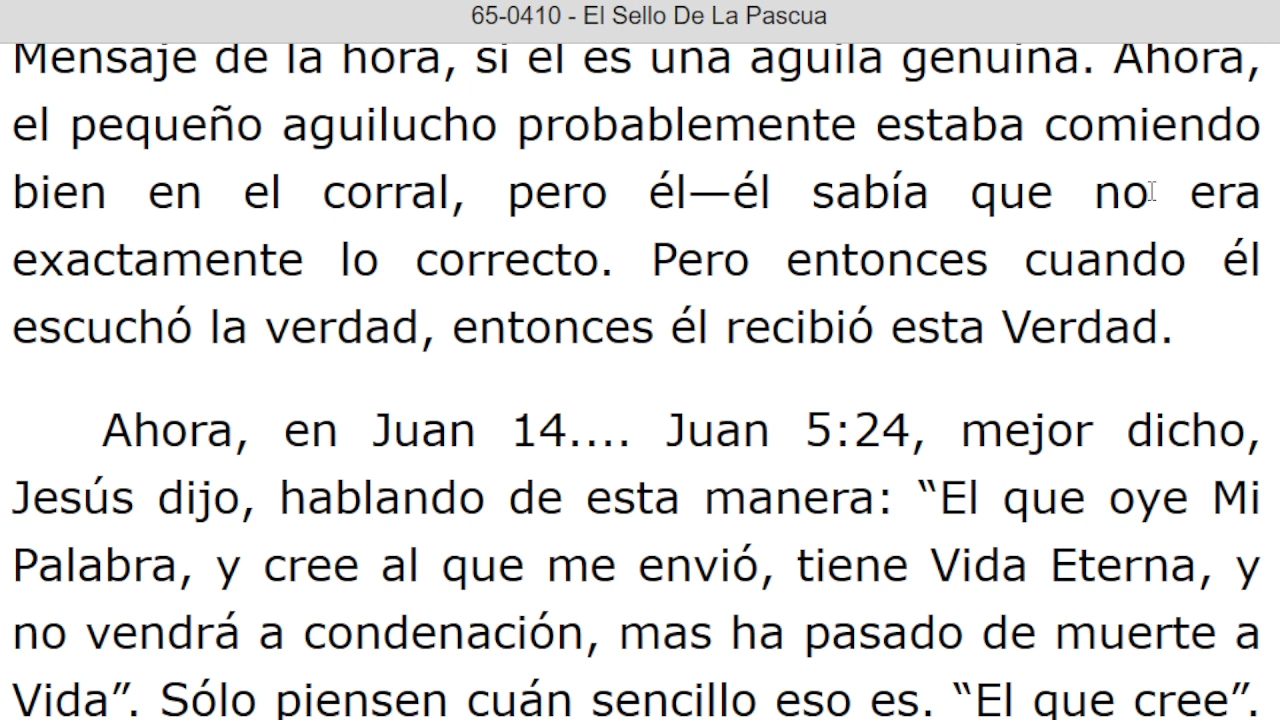 65-0410 - El Sello De La Pascua
Mensaje de la hora, si él es una águila genuina. Ahora,
el pequeño aguilucho probablemente estaba comiendo
bien en el corral, pero él—él sabía que no era
exactamente lo correcto. Pero entonces cuando él
escuchó la verdad, entonces él recibió esta Verdad.
Ahora, en Juan 14.... Juan 5:24, mejor dicho,
Jesús dijo, hablando de esta manera: “El que oye Mi
Palabra, y cree al que me envió, tiene Vida Eterna, y
no vendrá a condenación, mas ha pasado de muerte a
Vida”. Sólo piensen cuán sencillo eso es. “El que cree”.